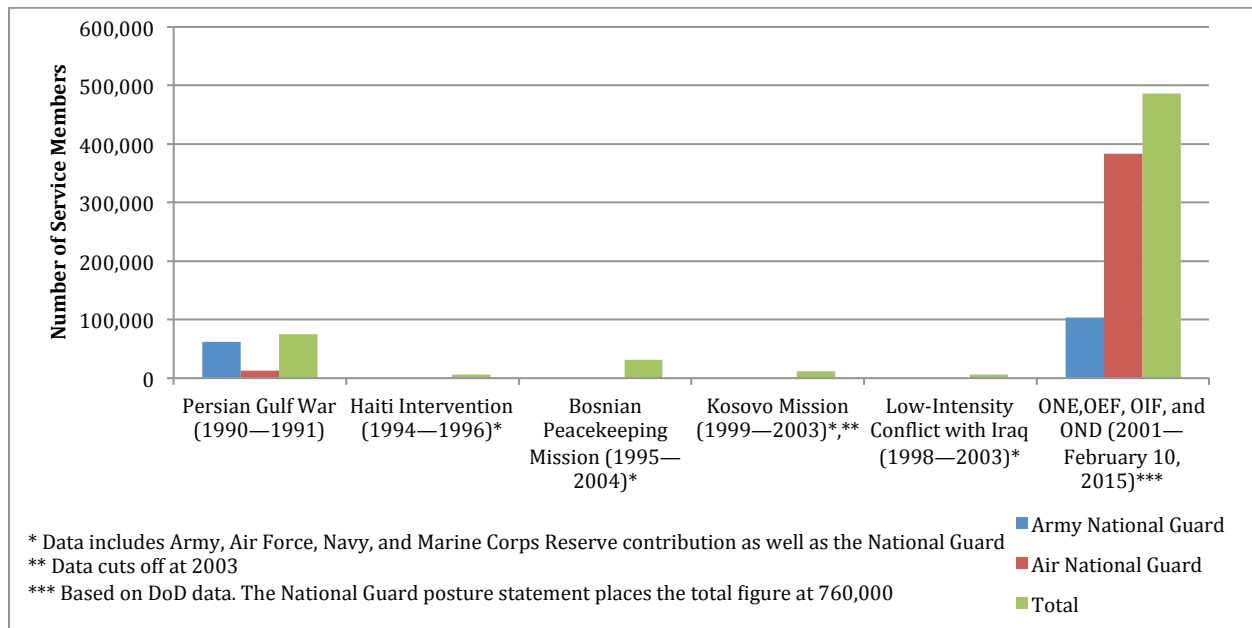 600,000
500,000
400,000
300,000
200,000
100,000
0
Number of Service Members
Persian Gulf War
(1990—1991)
Haiti Intervention
(1994—1996)*
Bosnian
Peacekeeping
Mission (1995—
2004)*
Kosovo Mission
(1999—2003)*,**
Low-Intensity
Conflict with Iraq
(1998—2003)*
ONE,OEF, OIF, and
OND (2001—
February 10,
2015)***
* Data includes Army, Air Force, Navy, and Marine Corps Reserve contribution as well as the National Guard
** Data cuts off at 2003
*** Based on DoD data. The National Guard posture statement places the total figure at 760,000
Army National Guard
Air National Guard
Total